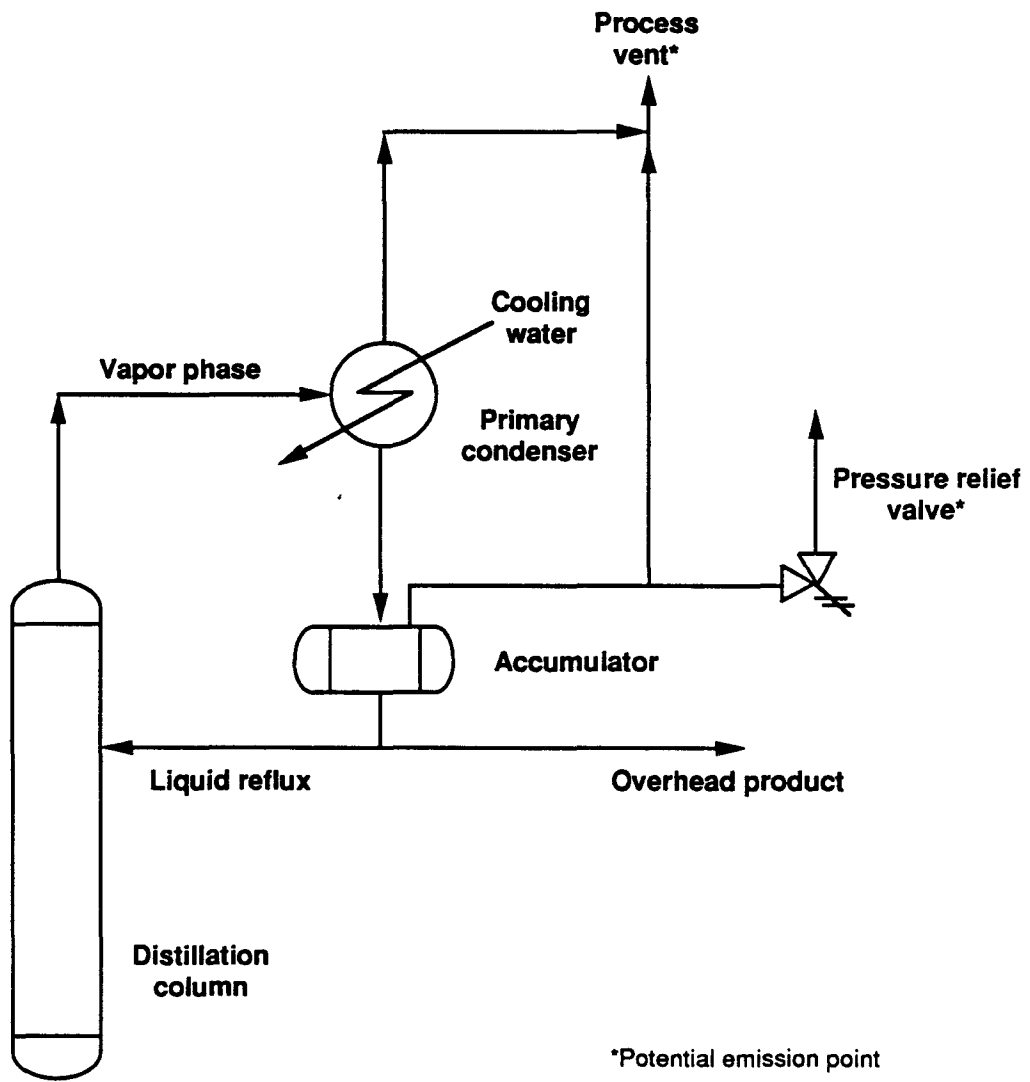 Process
vent*
Cooling
water
Vapor phase
Primary
condenser
Pressure relief
valve*
Accumulator
Liquid reflux
Overhead product
Distillation
column
*Potential emission point